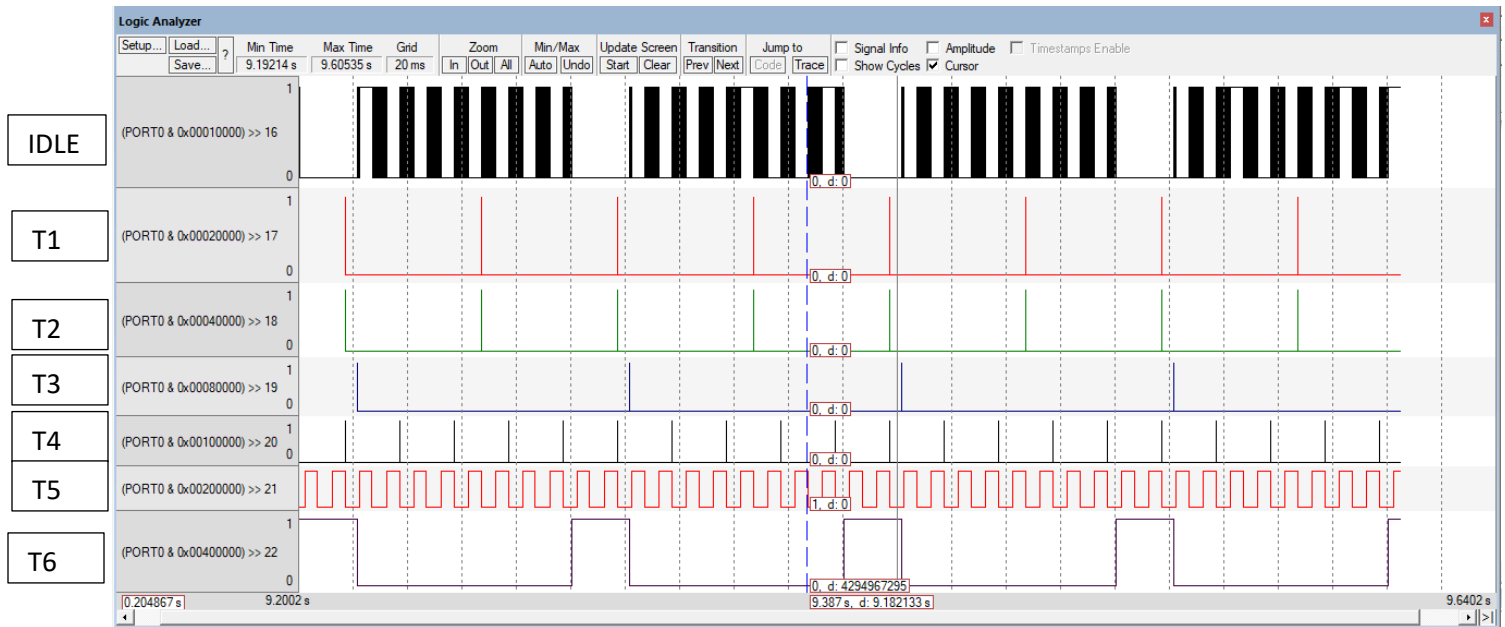 Logic Analyzer
Setup... Load... ? Min Time Max Time Grid Zoom Min/Max Update Screen Transition Jump to Signal Info Amplitude Timestamps Enable
Save... 9.19214 s 9.60535 s 20 ms In Out All Auto Undo Start Clear Prev Next Code Trace Show Cycles Cursor
1
IDLE (PORT0 & 0x00010000) >> 16
0 0, d: 0
1
T1 (PORT0 & 0x00020000) >> 17
0 0, d: 0
1
T2 (PORT0 & 0x00040000) >> 18
0 0, d: 0
1
T3 (PORT0 & 0x00080000) >> 19
0 0, d: 0
1
T4 (PORT0 & 0x00100000) >> 20
0 0, d: 0
T5 (PORT0 & 0x00200000) >> 21
1, d: 0
1
T6 (PORT0 & 0x00400000) >> 22
0 0, d: 4294967295
0.204867 s 9.2002 s 9.387 s, d: 9.182133 s 9.6402 s